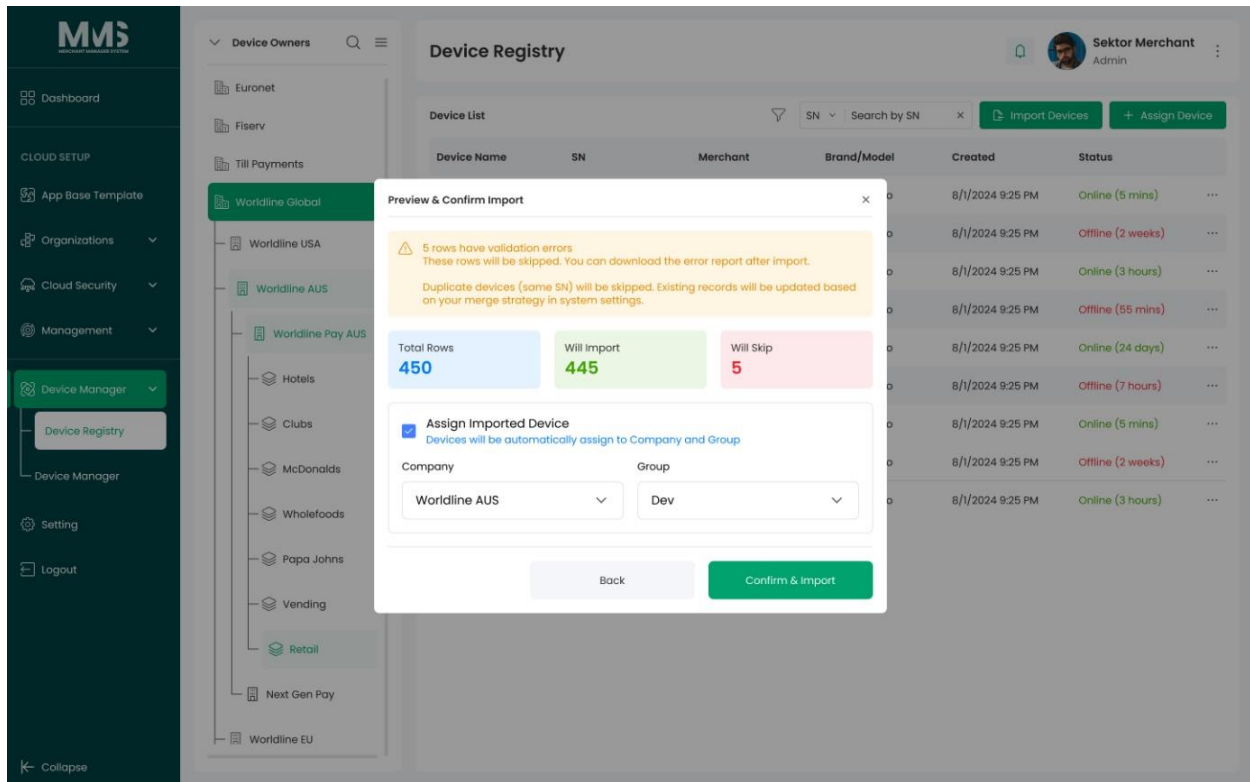 MMS
MERCHANT MANAGER SYSTEM
Dashboard
CLOUD SETUP
App Base Template
Organizations
Cloud Security
Management
Device Manager
Device Registry
Device Manager
Setting
Logout
Collapse
Device Owners
Euronet
Fiserv
Till Payments
Worldline Global
Worldline USA
Worldline AUS
Worldline Pay AUS
Hotels
Clubs
McDonalds
Wholefoods
Papa Johns
Vending
Retail
Next Gen Pay
Worldline EU
Device Registry
Sektor Merchant
Admin
Device List
SN Search by SN
Import Devices
+ Assign Device
Device Name SN Merchant Brand/Model Created Status
o 8/1/2024 9:25 PM Online (5 mins) ...
o 8/1/2024 9:25 PM Offline (2 weeks) ...
o 8/1/2024 9:25 PM Online (3 hours) ...
o 8/1/2024 9:25 PM Offline (55 mins) ...
o 8/1/2024 9:25 PM Online (24 days) ...
o 8/1/2024 9:25 PM Offline (7 hours) ...
o 8/1/2024 9:25 PM Online (5 mins) ...
o 8/1/2024 9:25 PM Offline (2 weeks) ...
o 8/1/2024 9:25 PM Online (3 hours) ...
Preview & Confirm Import
5 rows have validation errors
These rows will be skipped. You can download the error report after import.
Duplicate devices (same SN) will be skipped. Existing records will be updated based
on your merge strategy in system settings.
Total Rows
450
Will Import
445
Will Skip
5
Assign Imported Device
Devices will be automatically assign to Company and Group
Company
Worldline AUS
Group
Dev
Back
Confirm & Import